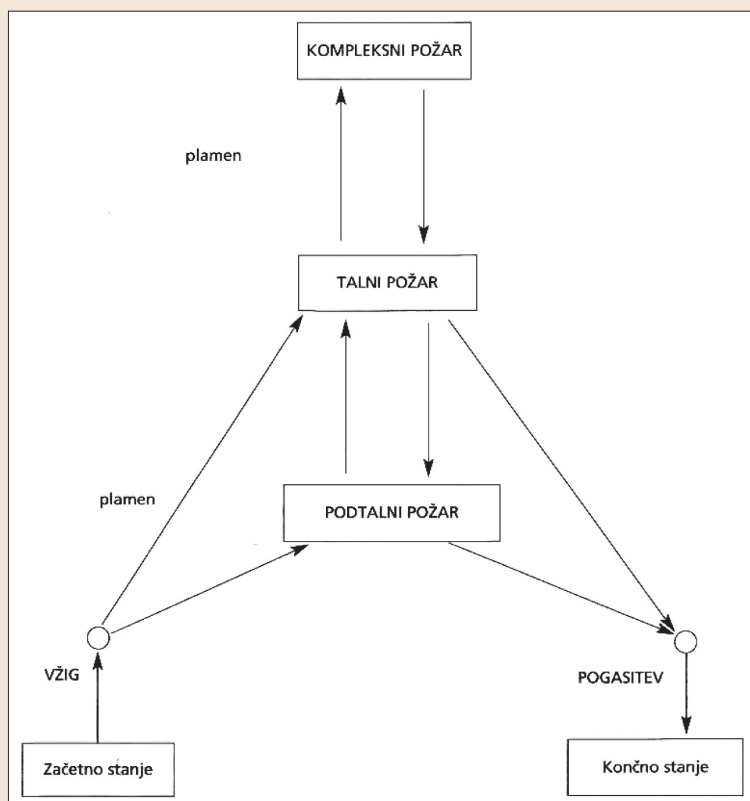 KOMPLEKSNI POŽAR
plamen
TALNI POŽAR
plamen
PODTALNI POŽAR
VŽIG
POGASITEV
Začetno stanje
Končno stanje